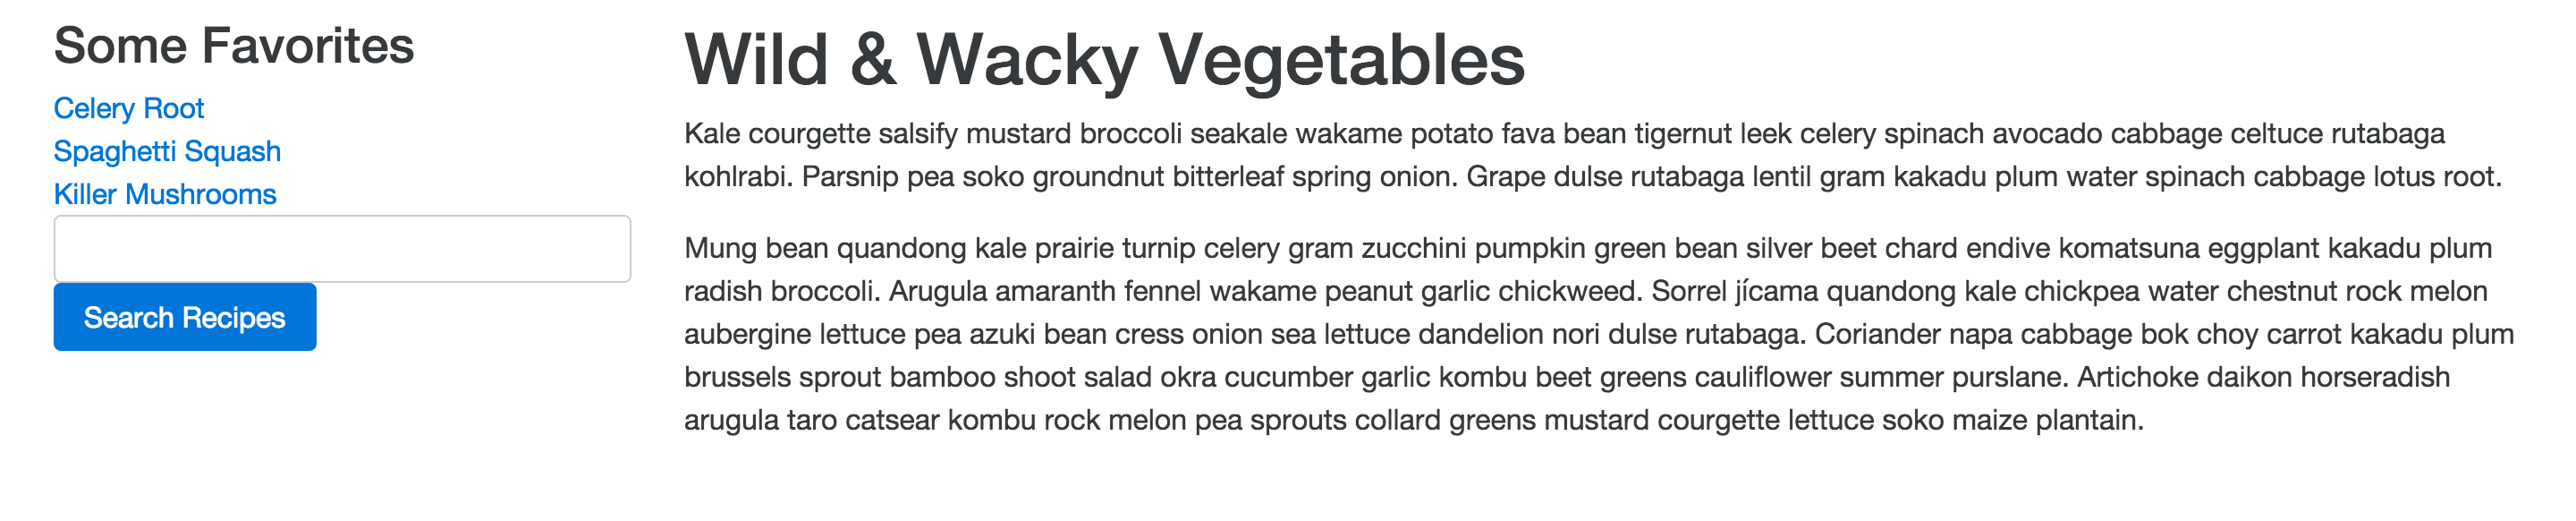 Some Favorites
Celery Root
Spaghetti Squash
Killer Mushrooms
Search Recipes
Wild & Wacky Vegetables
Kale courgette salsify mustard broccoli seakale wakame potato fava bean tigernut leek celery spinach avocado cabbage celtuce rutabaga
kohlrabi. Parsnip pea soko groundnut bitterleaf spring onion. Grape dulse rutabaga lentil gram kakadu plum water spinach cabbage lotus root.
Mung bean quandong kale prairie turnip celery gram zucchini pumpkin green bean silver beet chard endive komatsuna eggplant kakadu plum
radish broccoli. Arugula amaranth fennel wakame peanut garlic chickweed. Sorrel jícama quandong kale chickpea water chestnut rock melon
aubergine lettuce pea azuki bean cress onion sea lettuce dandelion nori dulse rutabaga. Coriander napa cabbage bok choy carrot kakadu plum
brussels sprout bamboo shoot salad okra cucumber garlic kombu beet greens cauliflower summer purslane. Artichoke daikon horseradish
arugula taro catsear kombu rock melon pea sprouts collard greens mustard courgette lettuce soko maize plantain.